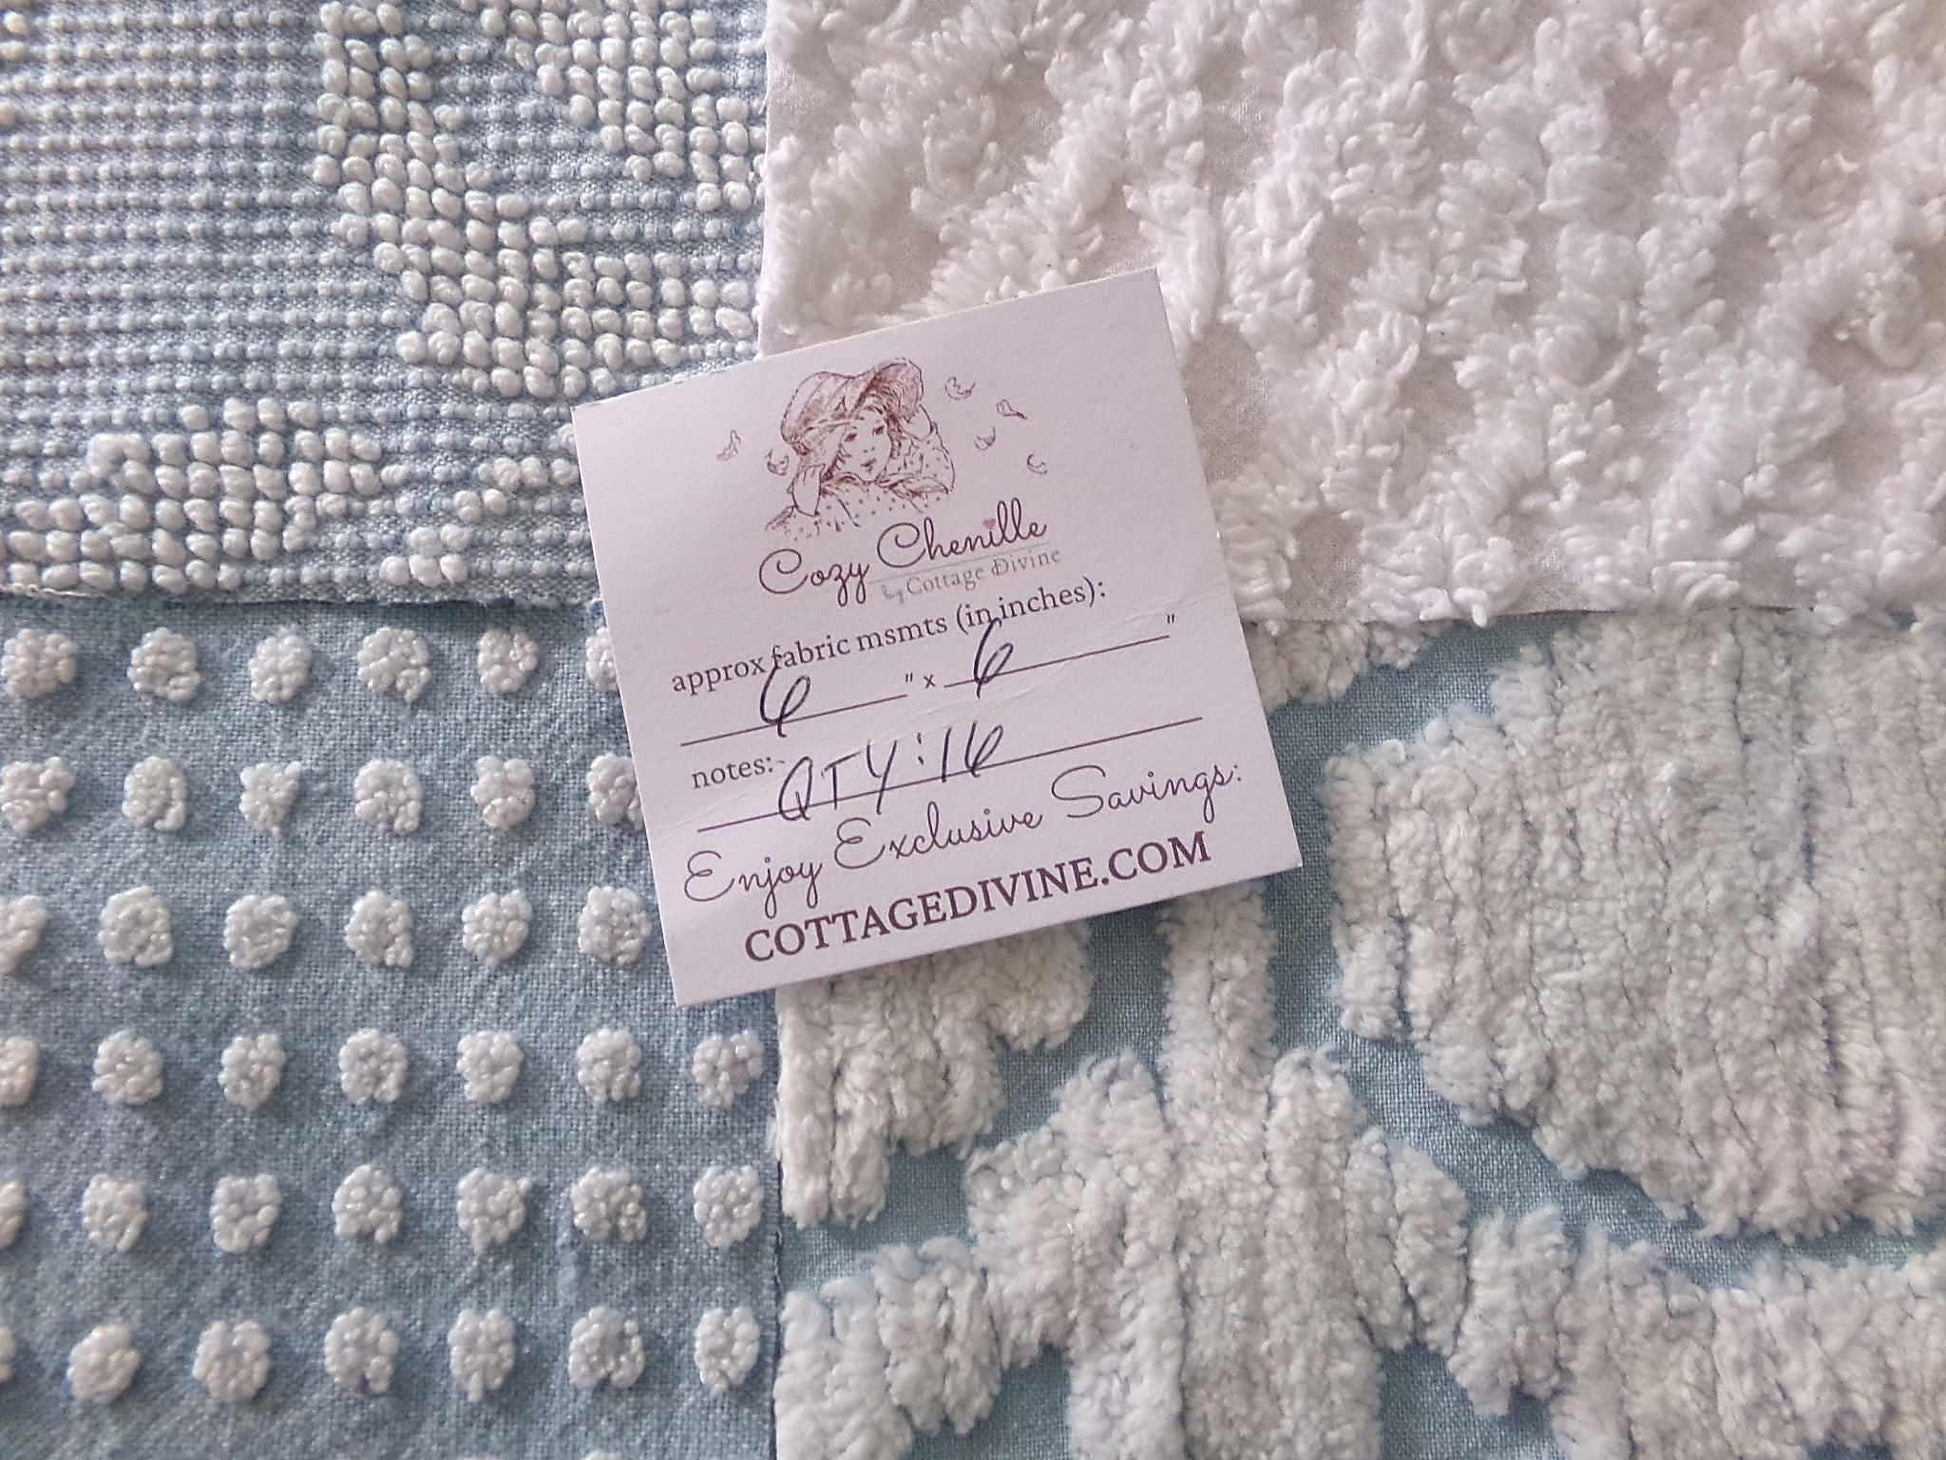 Cozy Chenille
by Cottage Divine
approx fabric msmts (in inches):
6 " x 6 "
notes: QTY: 16
Enjoy Exclusive Savings:
COTTAGEDIVINE.COM